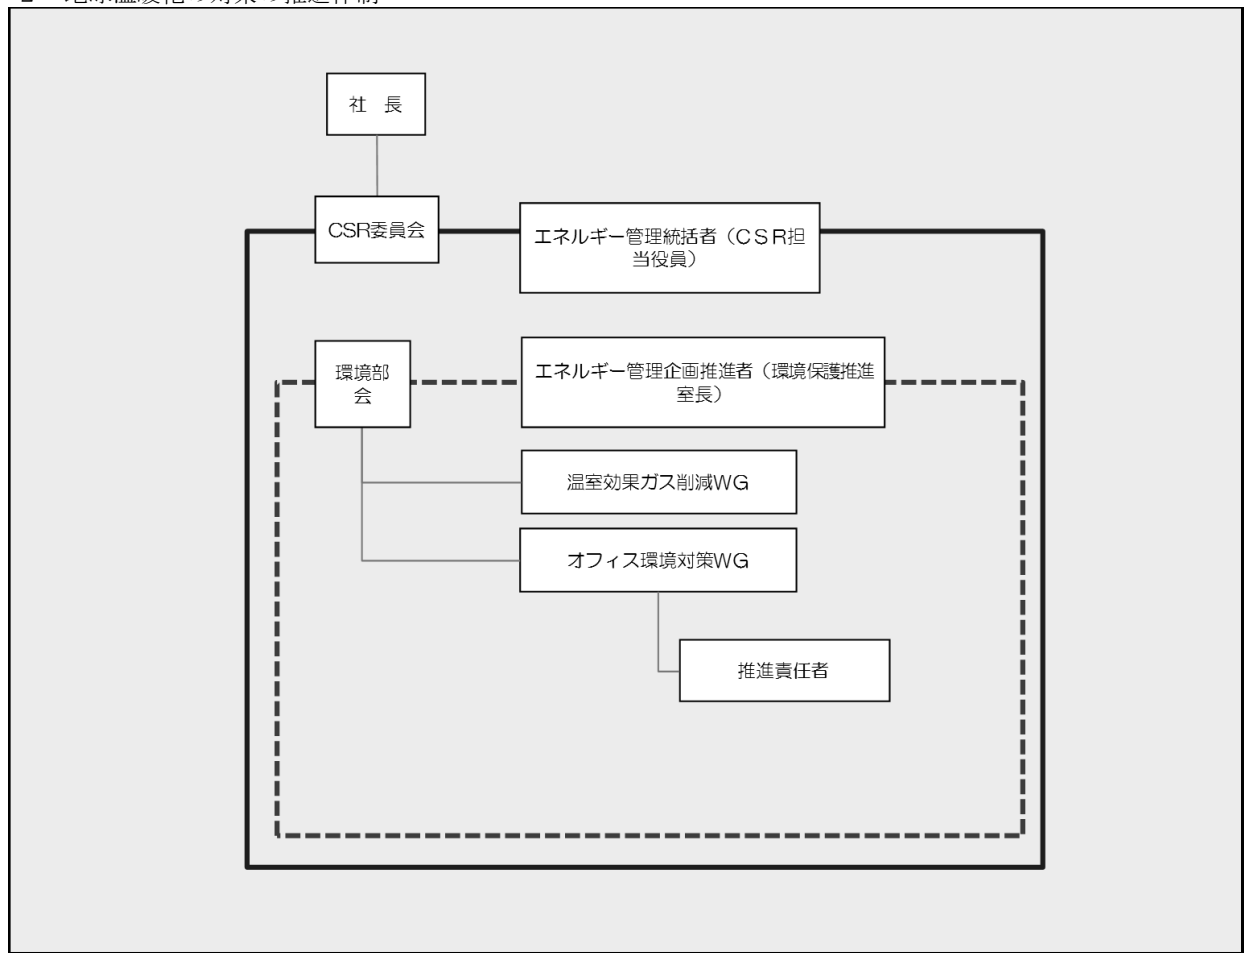 社　長
CSR委員会
エネルギー管理統括者（ＣＳＲ担
当役員）
環境部
会
エネルギー管理企画推進者（環境保護推進
室長）
温室効果ガス削減WG
オフィス環境対策WG
推進責任者